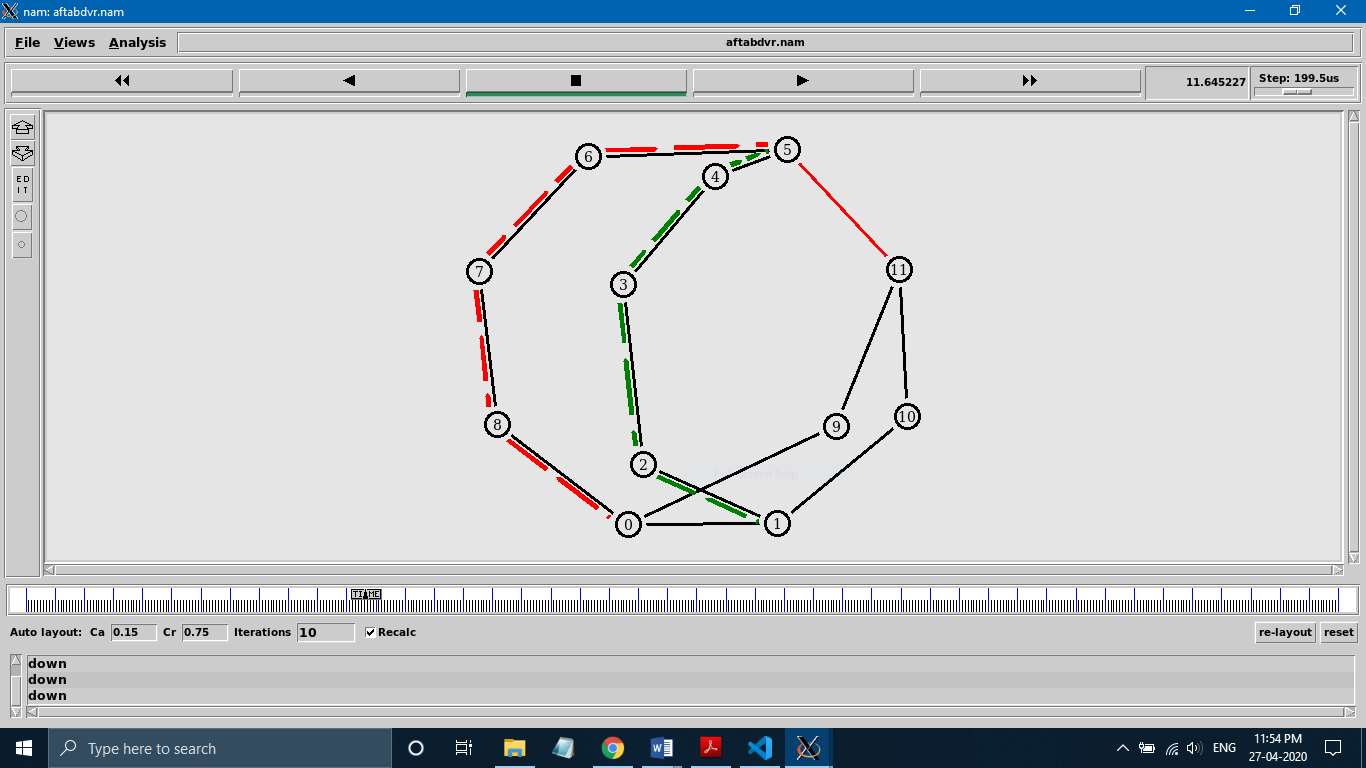 nam: aftabdvr.nam
File Views Analysis aftabdvr.nam
11.645227 Step: 199.5us
E D
I T
6 5
4
7 11
3
8 9 10
2
0 1
TIME
Auto layout: Ca 0.15 Cr 0.75 Iterations 10 Recalc re-layout reset
down
down
down
Type here to search
ENG
11:54 PM
27-04-2020